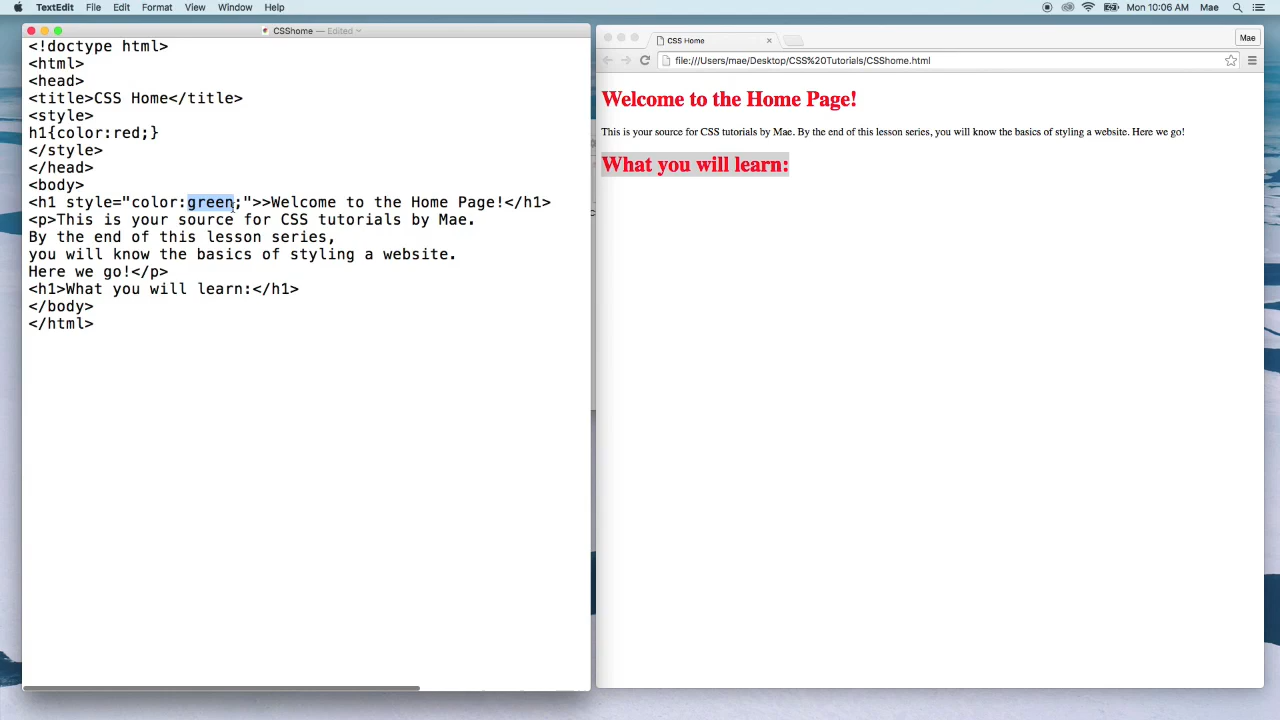 TextEdit File Edit Format View Window Help Mon 10:06 AM Mae
CSShome — Edited
<!doctype html>
<html>
<head>
<title>CSS Home</title>
<style>
h1{color:red;}
</style>
</head>
<body>
<h1 style="color:green;">>Welcome to the Home Page!</h1>
<p>This is your source for CSS tutorials by Mae.
By the end of this lesson series,
you will know the basics of styling a website.
Here we go!</p>
<h1>What you will learn:</h1>
</body>
</html>
CSS Home Mae
file:///Users/mae/Desktop/CSS%20Tutorials/CSShome.html
Welcome to the Home Page!
This is your source for CSS tutorials by Mae. By the end of this lesson series, you will know the basics of styling a website. Here we go!
What you will learn: